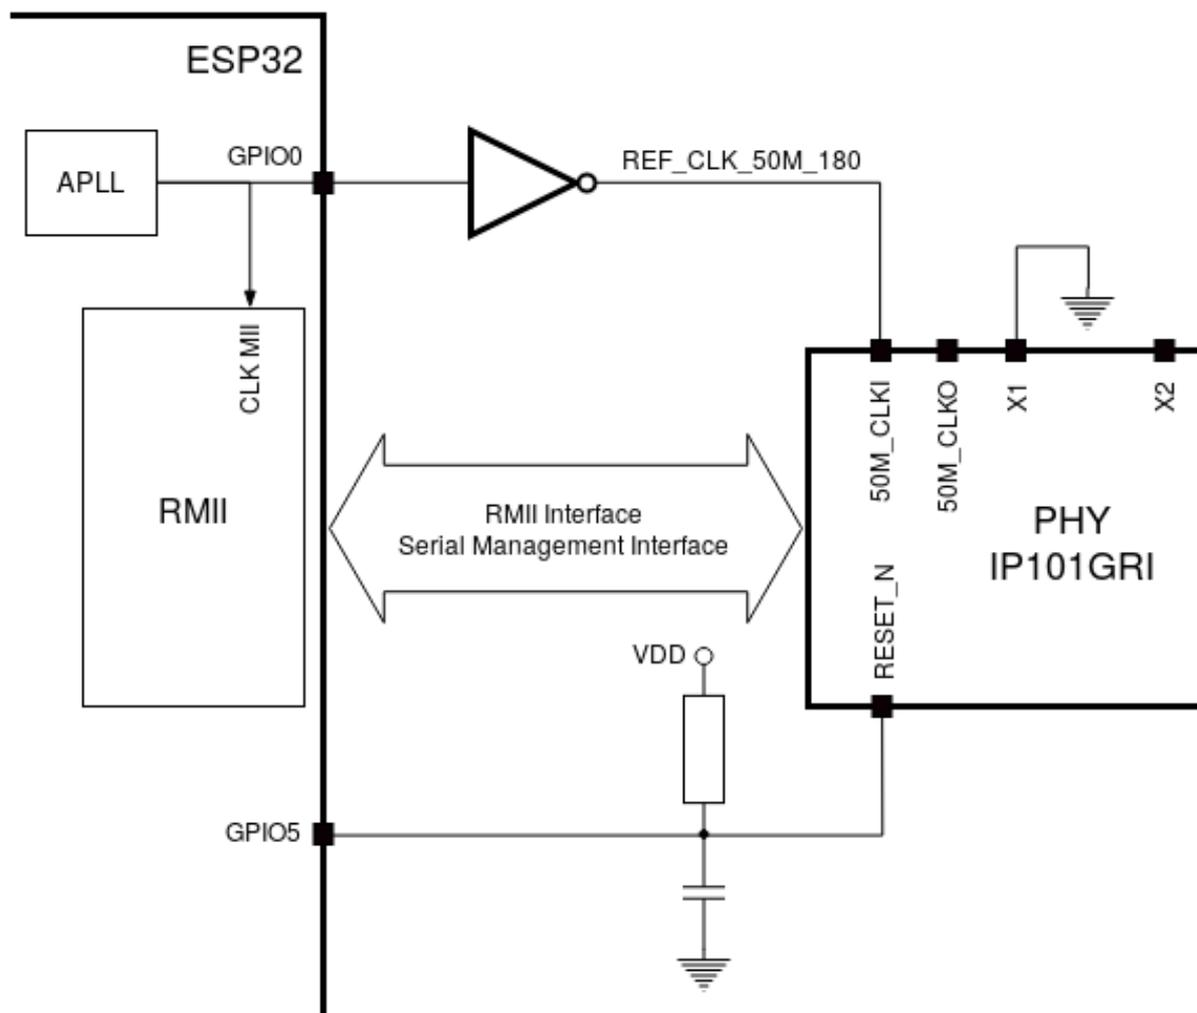 ESP32
GPIO0
APLL
REF_CLK_50M_180
CLK MII
RMII
50M_CLKI
50M_CLKO
X1
X2
RMII Interface
Serial Management Interface
PHY
IP101GRI
RESET_N
VDD
GPIO5